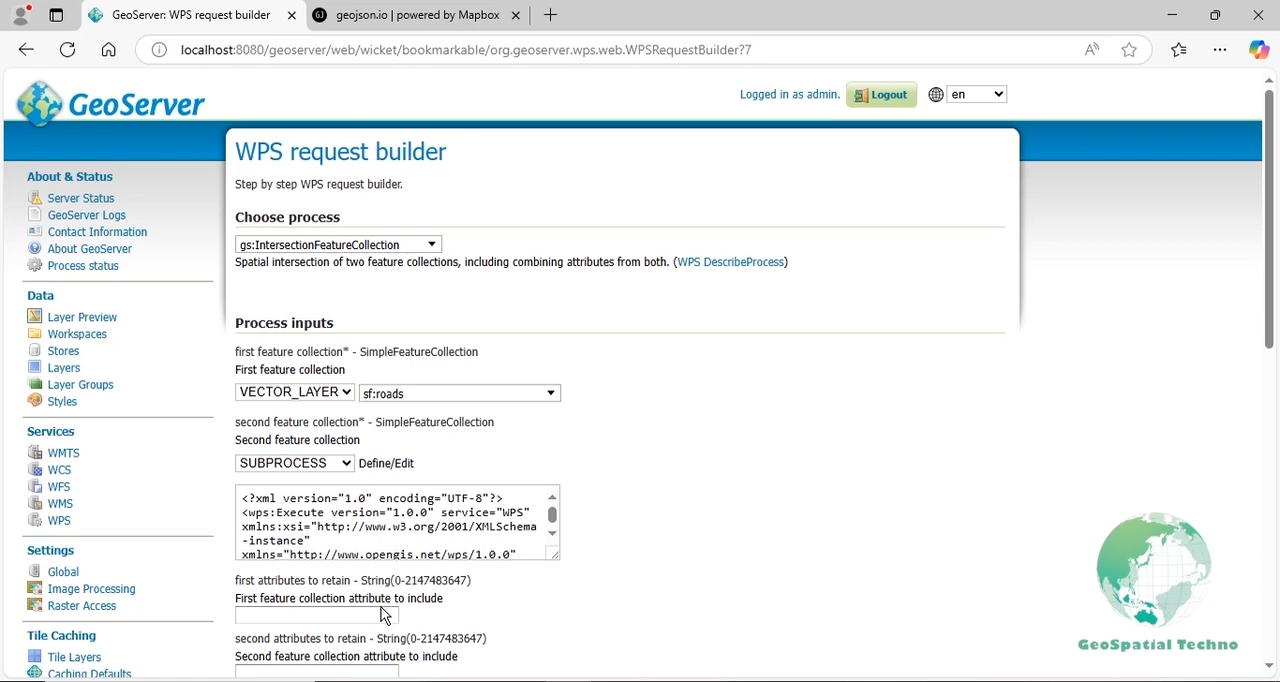 GeoServer: WPS request builder
geojson.io | powered by Mapbox
localhost:8080/geoserver/web/wicket/bookmarkable/org.geoserver.wps.web.WPSRequestBuilder?7
GeoServer
Logged in as admin.
Logout
en
About & Status
Server Status
GeoServer Logs
Contact Information
About GeoServer
Process status
Data
Layer Preview
Workspaces
Stores
Layers
Layer Groups
Styles
Services
WMTS
WCS
WFS
WMS
WPS
Settings
Global
Image Processing
Raster Access
Tile Caching
Tile Layers
Caching Defaults
WPS request builder
Step by step WPS request builder.
Choose process
gs:IntersectionFeatureCollection
Spatial intersection of two feature collections, including combining attributes from both. (WPS DescribeProcess)
Process inputs
first feature collection* - SimpleFeatureCollection
First feature collection
VECTOR_LAYER sf:roads
second feature collection* - SimpleFeatureCollection
Second feature collection
SUBPROCESS Define/Edit
<?xml version="1.0" encoding="UTF-8"?>
<wps:Execute version="1.0.0" service="WPS"
xmlns:xsi="http://www.w3.org/2001/XMLSchema
-instance"
xmlns="http://www.opengis.net/wps/1.0.0"
first attributes to retain - String(0-2147483647)
First feature collection attribute to include
second attributes to retain - String(0-2147483647)
Second feature collection attribute to include
GeoSpatial Techno